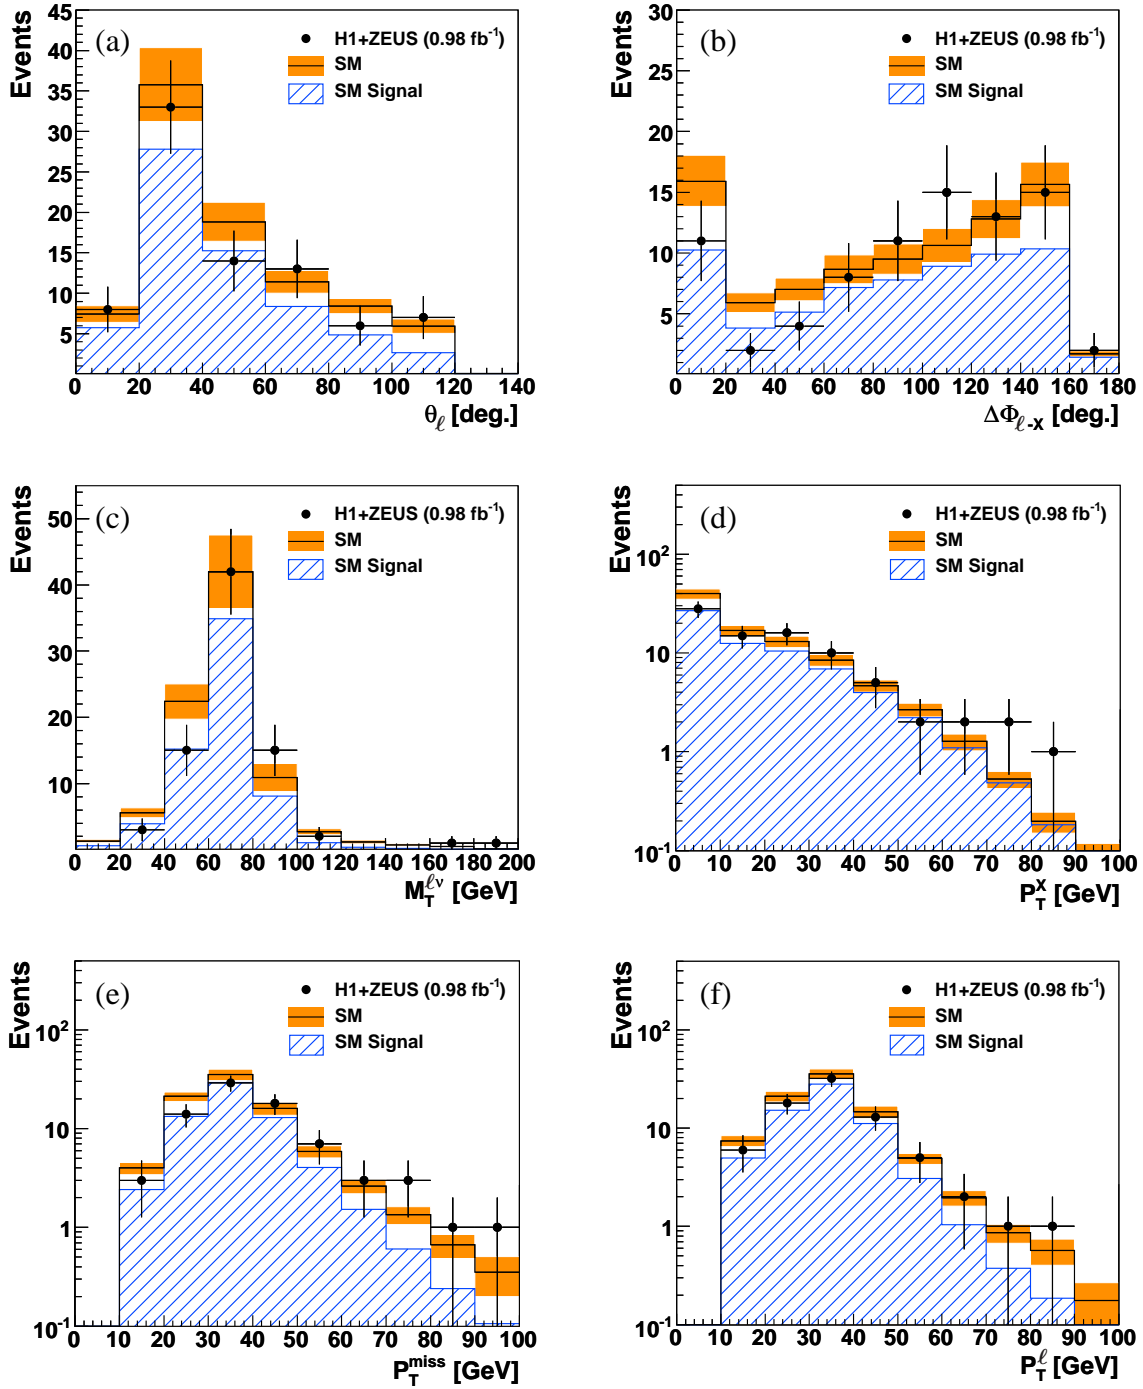 Events
(a)
H1+ZEUS (0.98 fb⁻¹)
SM
SM Signal
45
40
35
30
25
20
15
10
5
0 20 40 60 80 100 120 140
θ_ℓ [deg.]
Events
(b)
H1+ZEUS (0.98 fb⁻¹)
SM
SM Signal
30
25
20
15
10
5
0 20 40 60 80 100 120 140 160 180
ΔΦ_ℓ-X [deg.]
Events
(c)
H1+ZEUS (0.98 fb⁻¹)
SM
SM Signal
50
40
30
20
10
0 20 40 60 80 100 120 140 160 180 200
M_T^ℓν [GeV]
Events
(d)
H1+ZEUS (0.98 fb⁻¹)
SM
SM Signal
10²
10
1
10⁻¹
0 10 20 30 40 50 60 70 80 90 100
P_T^X [GeV]
Events
(e)
H1+ZEUS (0.98 fb⁻¹)
SM
SM Signal
10²
10
1
10⁻¹
0 10 20 30 40 50 60 70 80 90 100
P_T^miss [GeV]
Events
(f)
H1+ZEUS (0.98 fb⁻¹)
SM
SM Signal
10²
10
1
10⁻¹
0 10 20 30 40 50 60 70 80 90 100
P_T^ℓ [GeV]